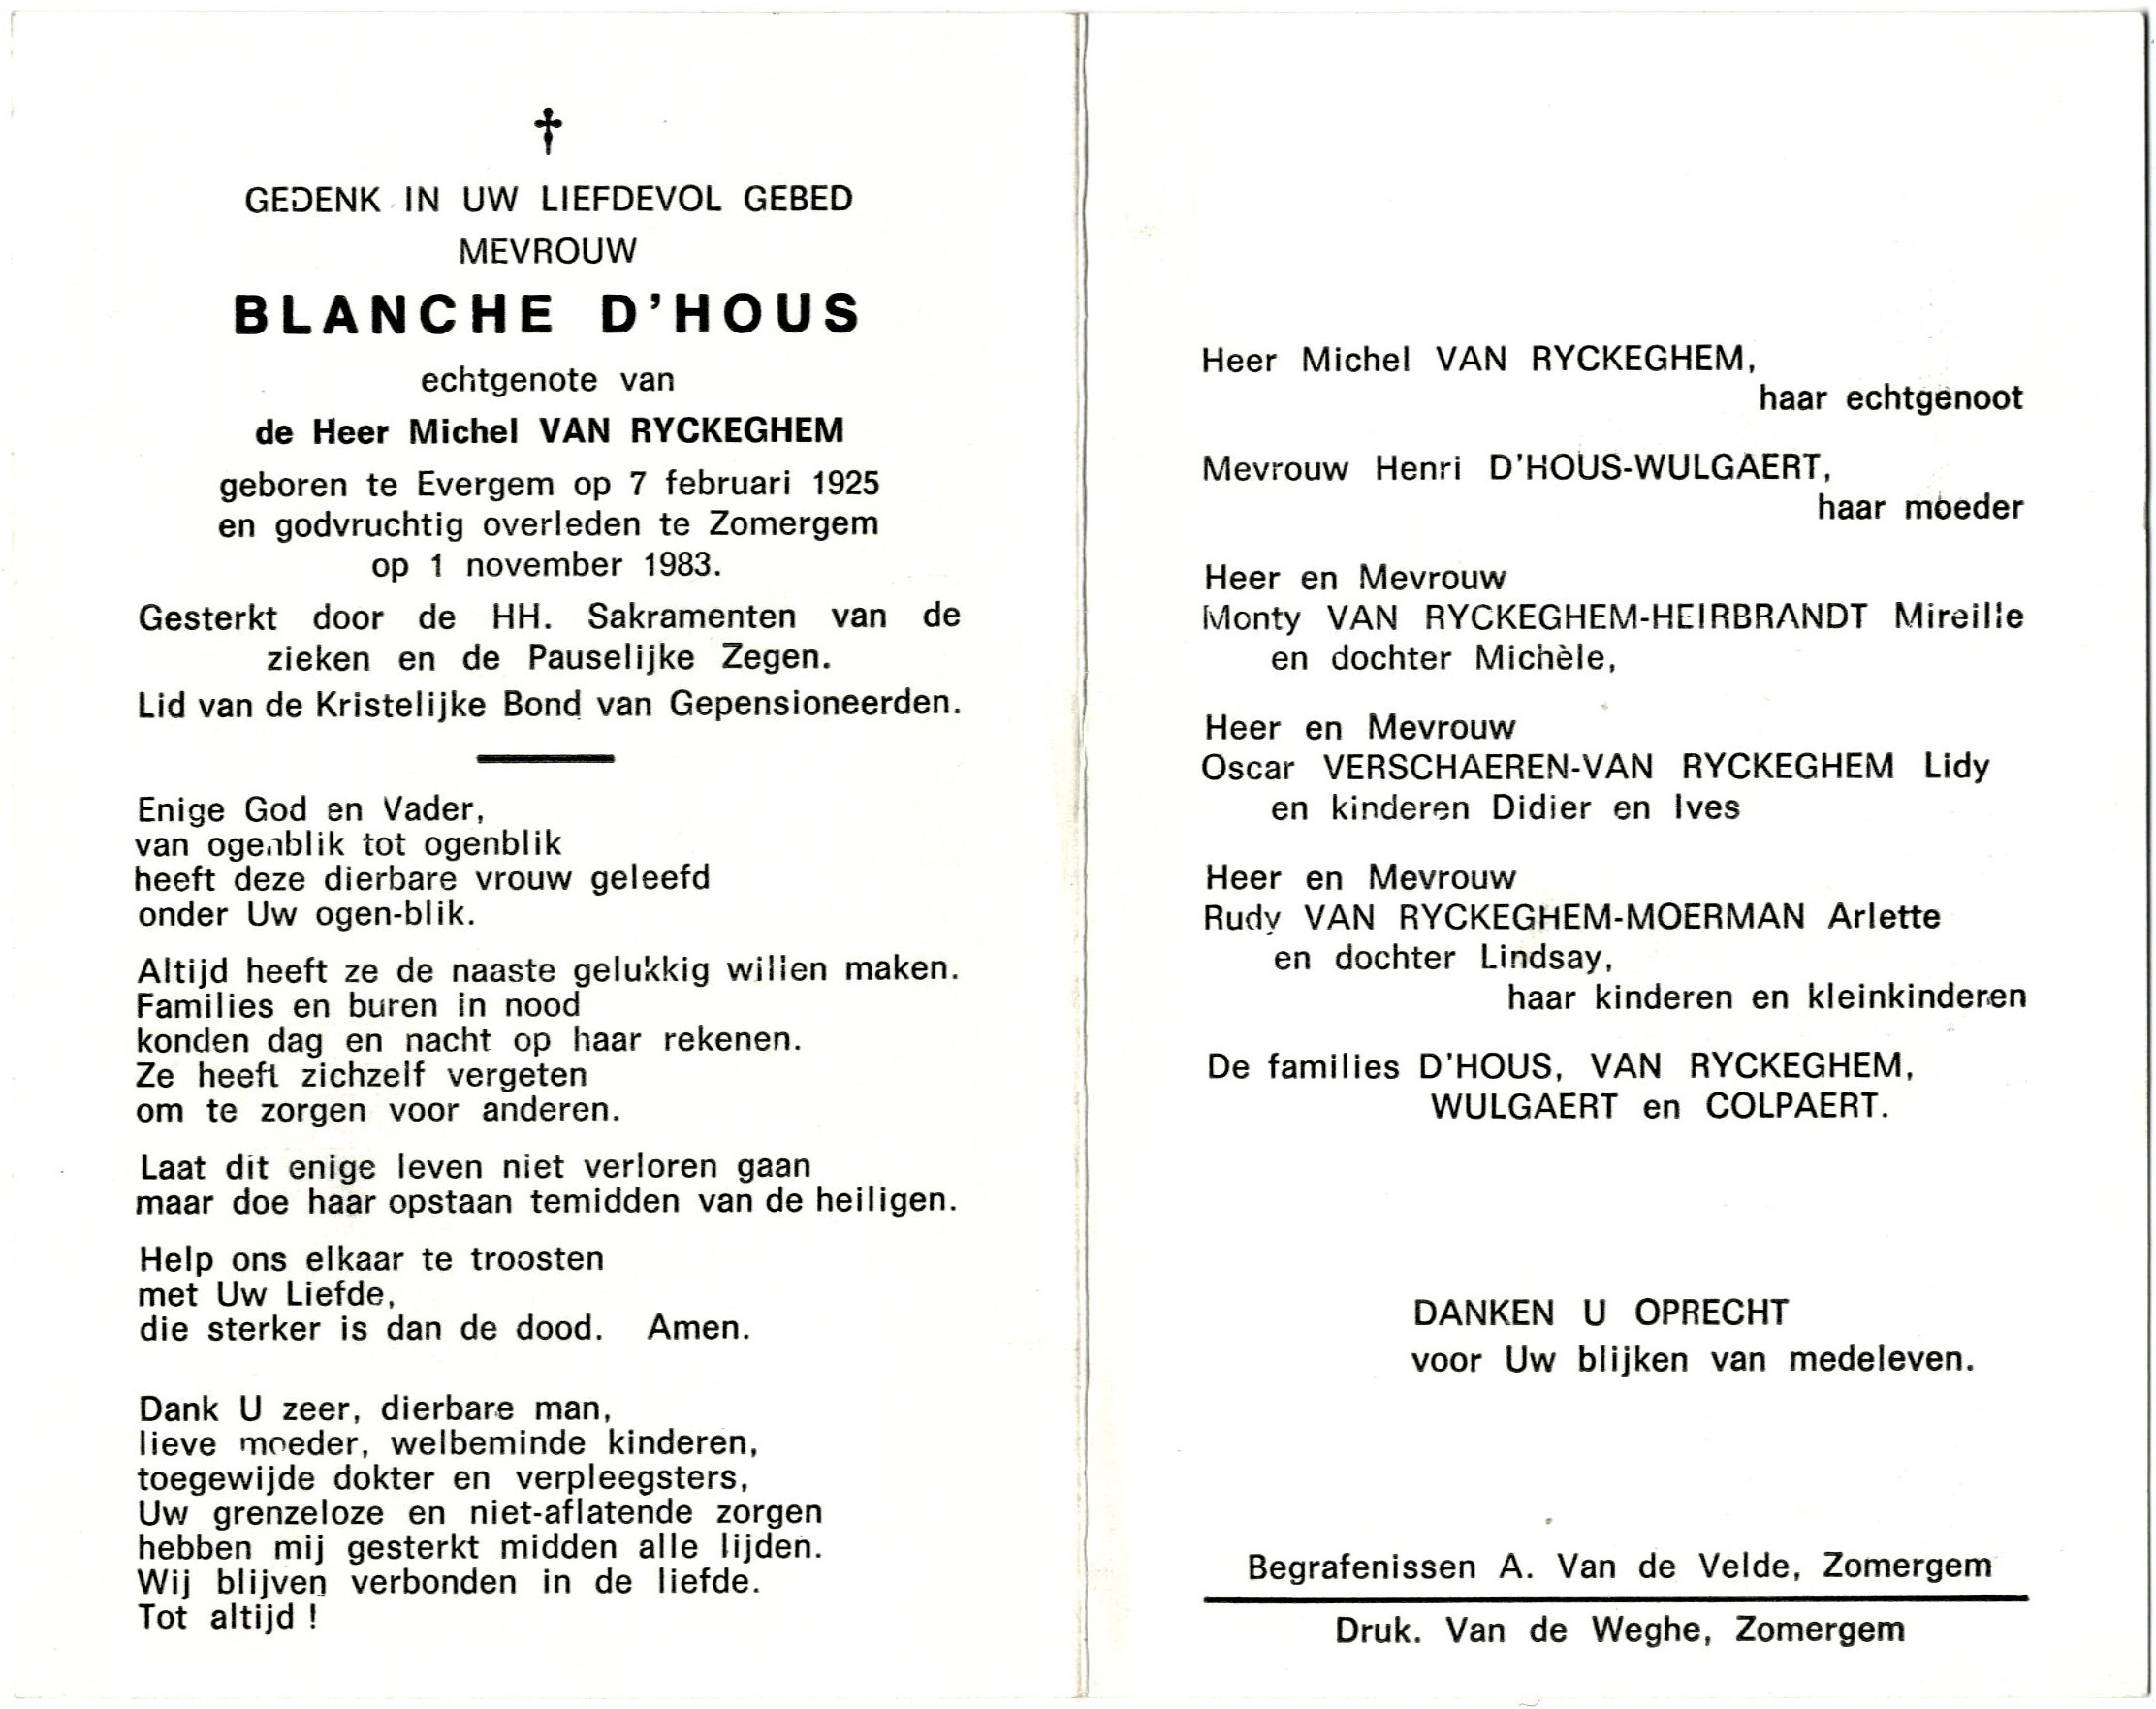 GEDENK IN UW LIEFDEVOL GEBED
MEVROUW
BLANCHE D'HOUS
echtgenote van
de Heer Michel VAN RYCKEGHEM
geboren te Evergem op 7 februari 1925
en godvruchtig overleden te Zomergem
op 1 november 1983.
Gesterkt door de HH. Sakramenten van de
zieken en de Pauselijke Zegen.
Lid van de Kristelijke Bond van Gepensioneerden.
Enige God en Vader,
van ogenblik tot ogenblik
heeft deze dierbare vrouw geleefd
onder Uw ogen-blik.
Altijd heeft ze de naaste gelukkig willen maken.
Families en buren in nood
konden dag en nacht op haar rekenen.
Ze heeft zichzelf vergeten
om te zorgen voor anderen.
Laat dit enige leven niet verloren gaan
maar doe haar opstaan temidden van de heiligen.
Help ons elkaar te troosten
met Uw Liefde,
die sterker is dan de dood. Amen.
Dank U zeer, dierbare man,
lieve moeder, welbeminde kinderen,
toegewijde dokter en verpleegsters,
Uw grenzeloze en niet-aflatende zorgen
hebben mij gesterkt midden alle lijden.
Wij blijven verbonden in de liefde.
Tot altijd !
Heer Michel VAN RYCKEGHEM,
haar echtgenoot
Mevrouw Henri D'HOUS-WULGAERT,
haar moeder
Heer en Mevrouw
Monty VAN RYCKEGHEM-HEIRBRANDT Mireille
en dochter Michèle,
Heer en Mevrouw
Oscar VERSCHAEREN-VAN RYCKEGHEM Lidy
en kinderen Didier en Ives
Heer en Mevrouw
Rudy VAN RYCKEGHEM-MOERMAN Arlette
en dochter Lindsay,
haar kinderen en kleinkinderen
De families D'HOUS, VAN RYCKEGHEM,
WULGAERT en COLPAERT.
DANKEN U OPRECHT
voor Uw blijken van medeleven.
Begrafenissen A. Van de Velde, Zomergem
Druk. Van de Weghe, Zomergem